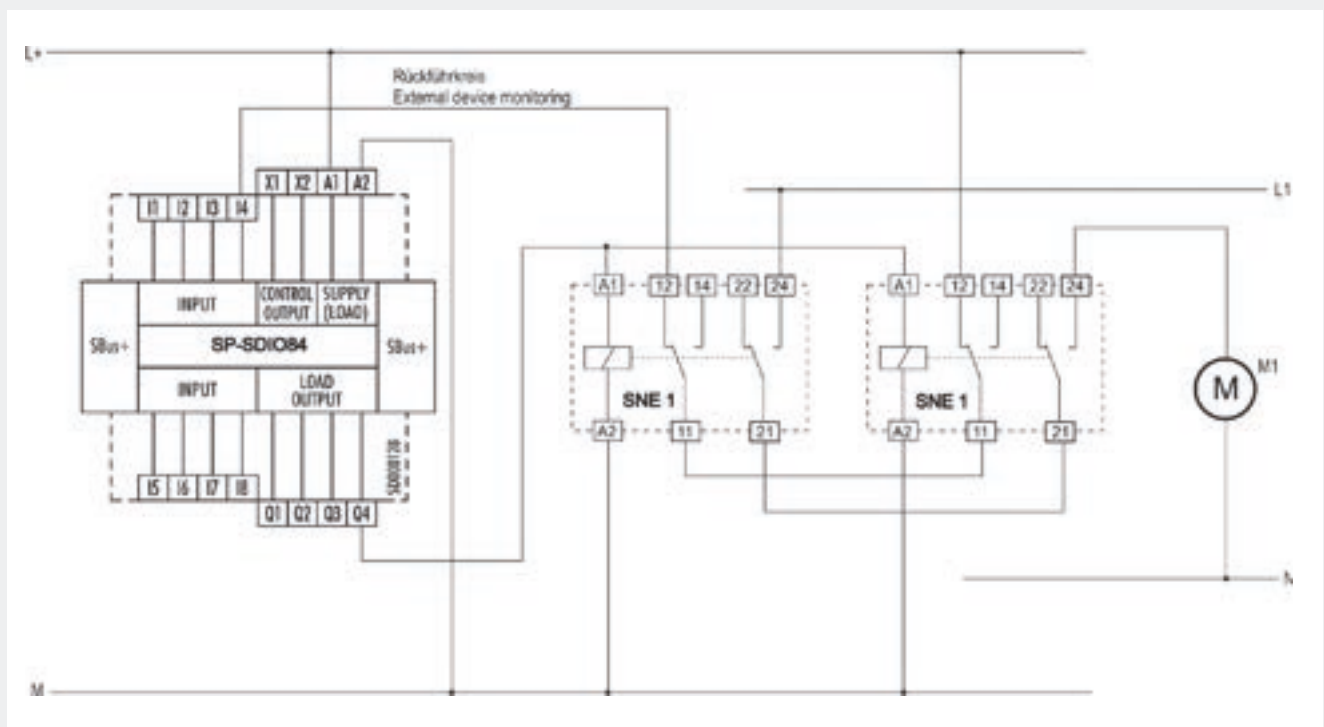 L+
Rückführkreis
External device monitoring
X1 X2 A1 A2
L1
I1 I2 I3 I4
A1 12 14 22 24
A1 12 14 22 24
INPUT
CONTROL OUTPUT
SUPPLY (LOAD)
SBus+
SP-SDIO84
SBus+
INPUT
LOAD OUTPUT
M
M1
SNE 1
SNE 1
A2 11 21
A2 11 21
I5 I6 I7 I8
Q1 Q2 Q3 Q4
N
M